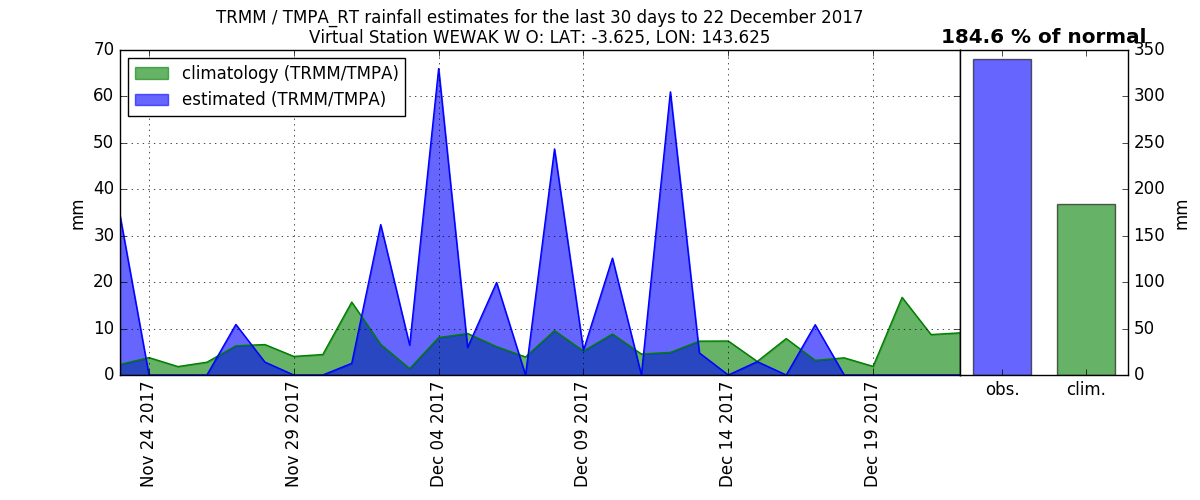 TRMM / TMPA_RT rainfall estimates for the last 30 days to 22 December 2017
Virtual Station WEWAK W O: LAT: -3.625, LON: 143.625
184.6 % of normal
climatology (TRMM/TMPA)
estimated (TRMM/TMPA)
70
60
50
40
30
20
10
0
mm
Nov 24 2017
Nov 29 2017
Dec 04 2017
Dec 09 2017
Dec 14 2017
Dec 19 2017
obs.
clim.
350
300
250
200
150
100
50
0
mm